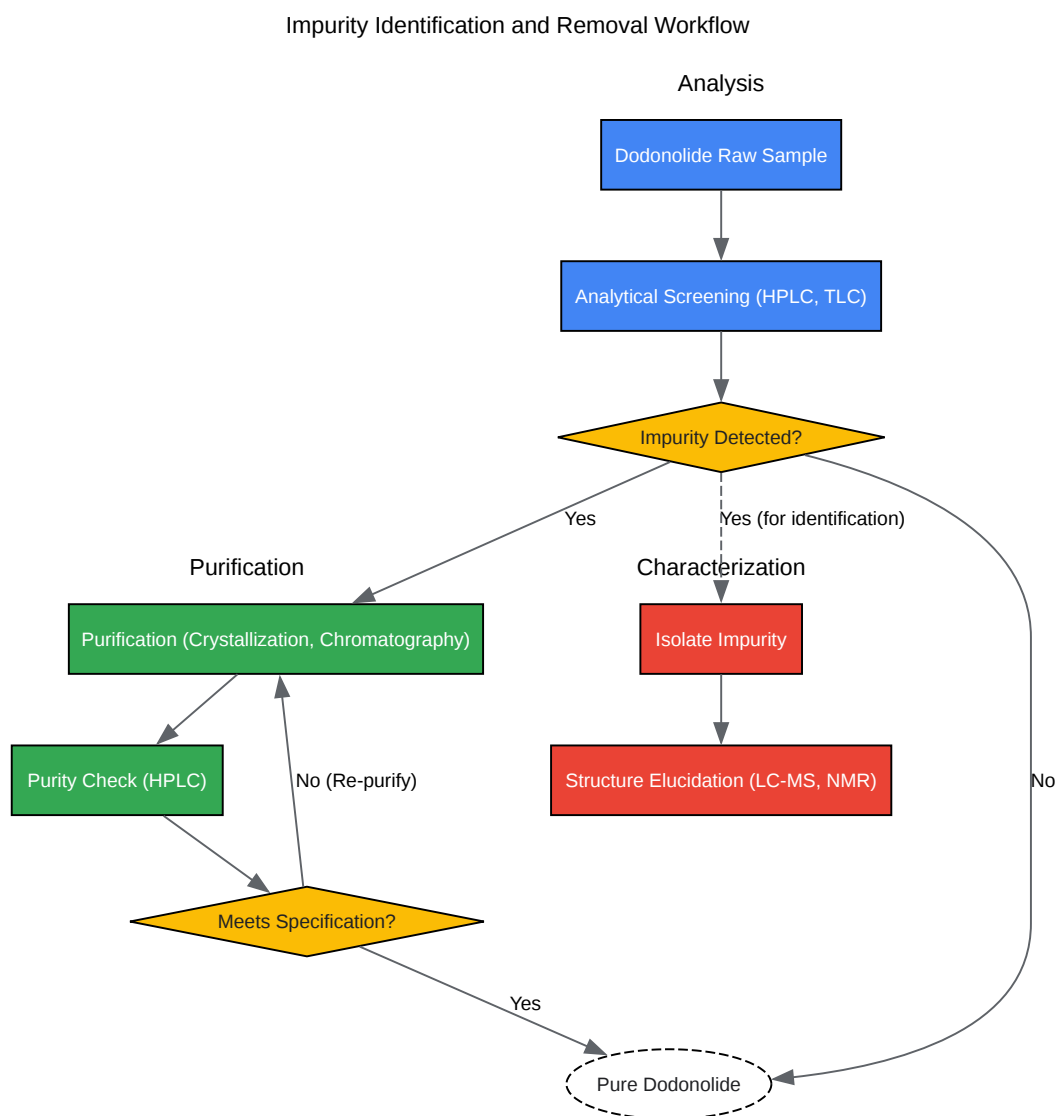 Impurity Identification and Removal Workflow
Analysis
Dodonolide Raw Sample
Analytical Screening (HPLC, TLC)
Impurity Detected?
Yes
Yes (for identification)
Purification
Characterization
Purification (Crystallization, Chromatography)
Isolate Impurity
Purity Check (HPLC)
No (Re-purify)
Structure Elucidation (LC-MS, NMR)
No
Meets Specification?
Yes
Pure Dodonolide